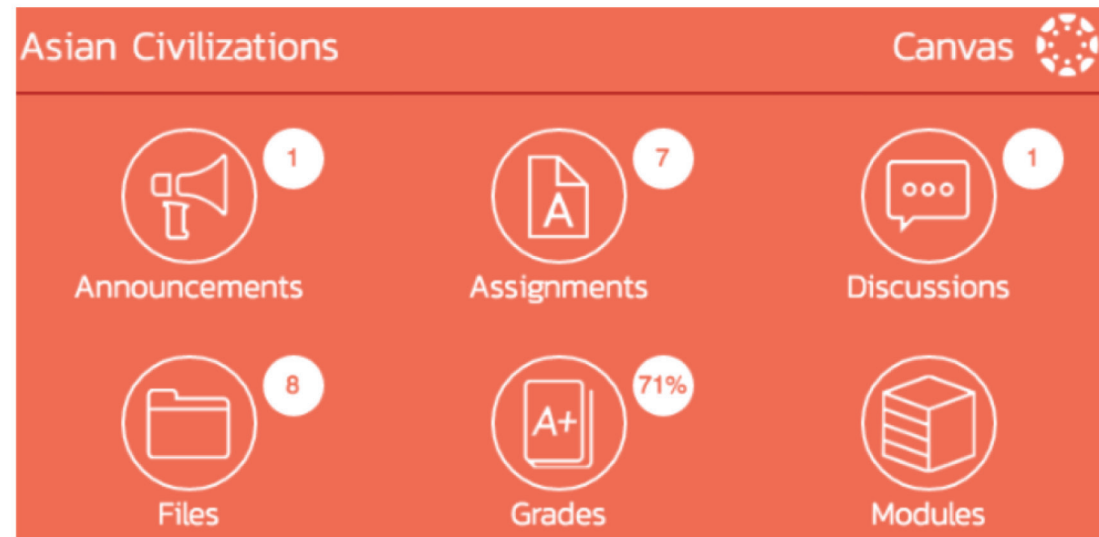 Asian Civilizations Canvas
1 7 1
A
Announcements Assignments Discussions
8 71%
A+
Files Grades Modules